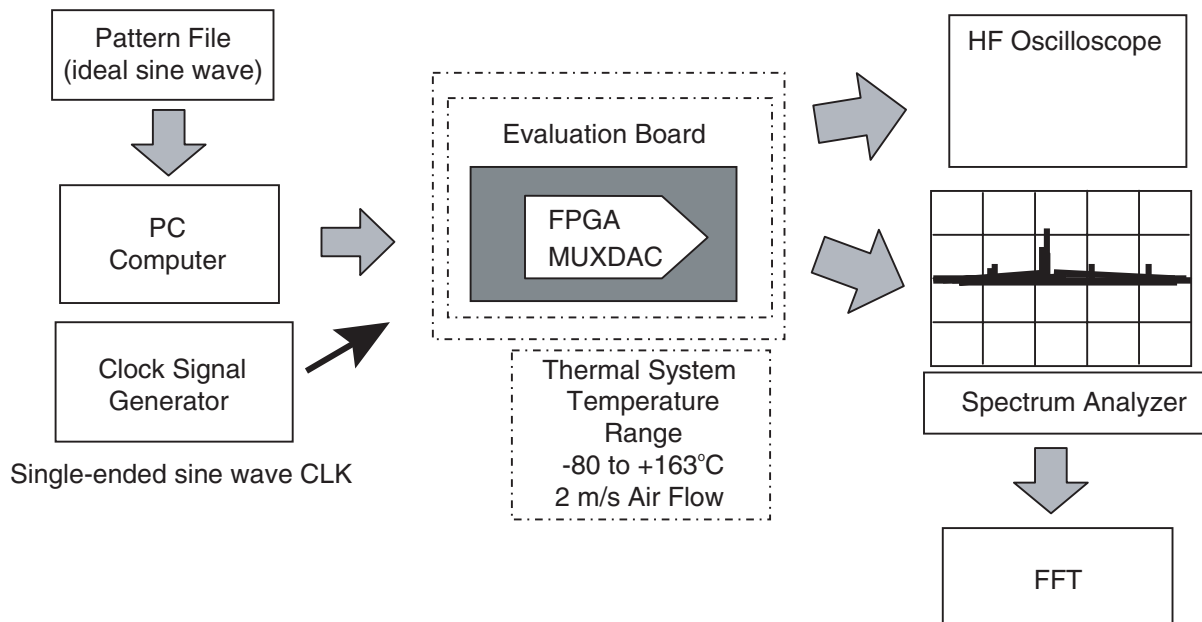 Pattern File
(ideal sine wave)
PC
Computer
Clock Signal
Generator
Single-ended sine wave CLK
Evaluation Board
FPGA
MUXDAC
Thermal System
Temperature
Range
-80 to +163°C
2 m/s Air Flow
HF Oscilloscope
Spectrum Analyzer
FFT